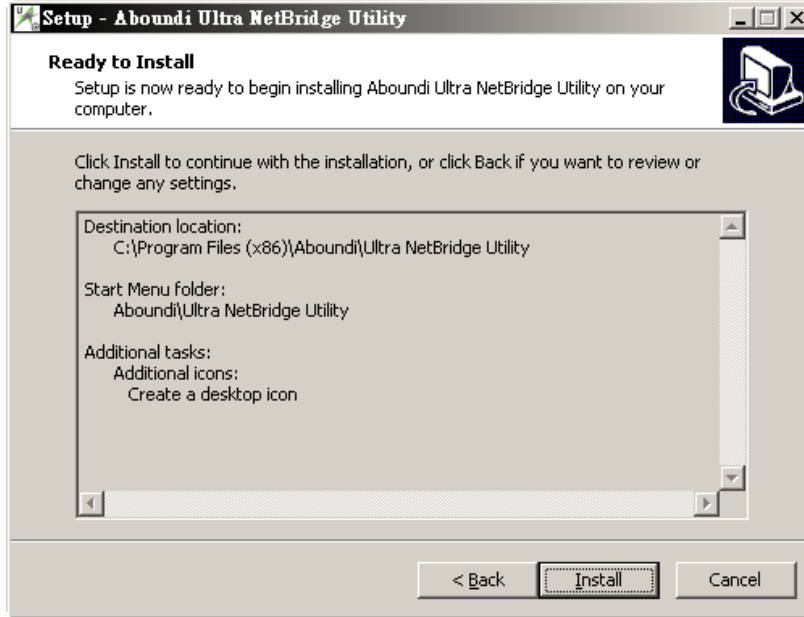 Setup - Aboundi Ultra NetBridge Utility
Ready to Install
Setup is now ready to begin installing Aboundi Ultra NetBridge Utility on your
computer.
Click Install to continue with the installation, or click Back if you want to review or
change any settings.
Destination location:
C:\Program Files (x86)\Aboundi\Ultra NetBridge Utility
Start Menu folder:
Aboundi\Ultra NetBridge Utility
Additional tasks:
Additional icons:
Create a desktop icon
< Back
Install
Cancel